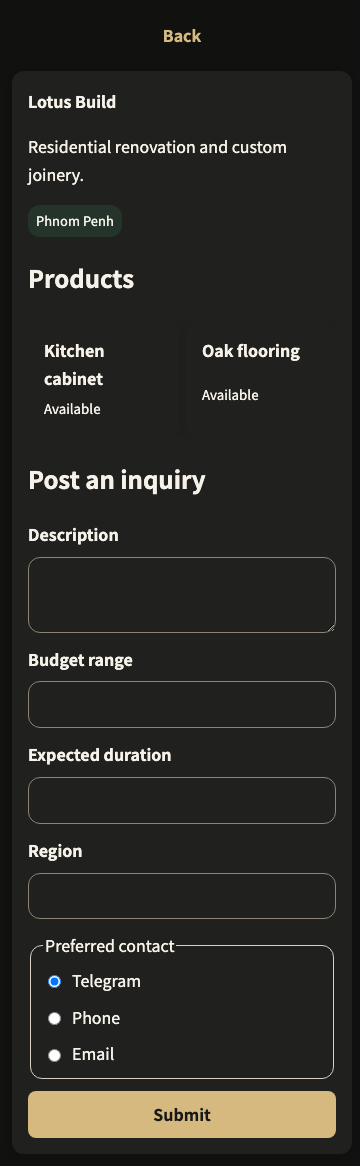 Back
Lotus Build
Residential renovation and custom
joinery.
Phnom Penh
Products
Kitchen
cabinet
Available
Oak flooring
Available
Post an inquiry
Description
Budget range
Expected duration
Region
Preferred contact
Telegram
Phone
Email
Submit